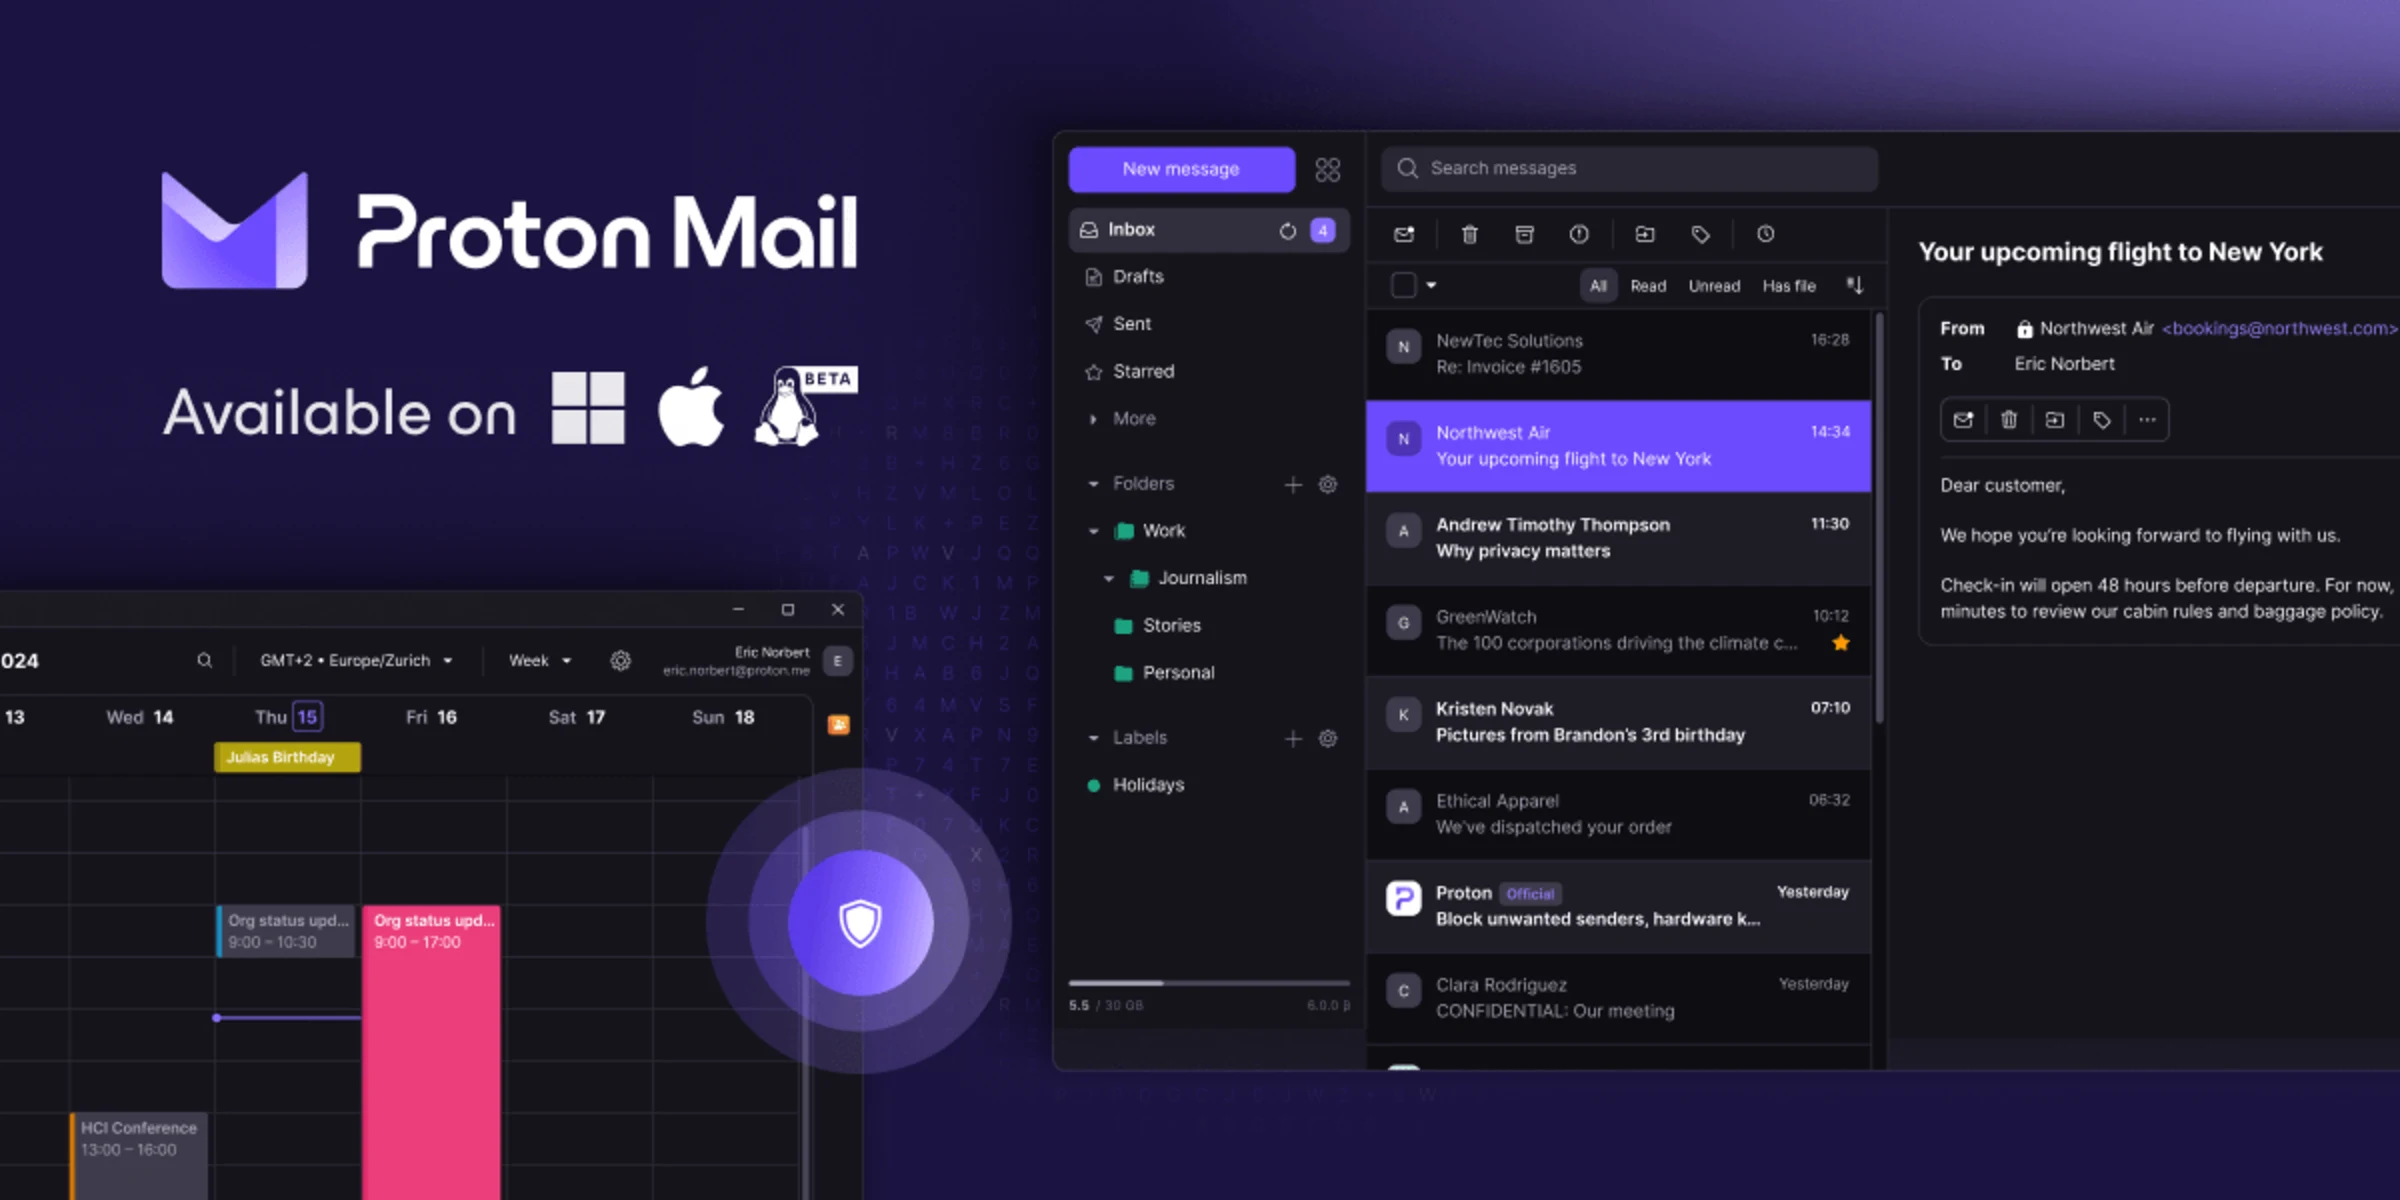 Proton Mail
Available on
BETA
024
GMT+2 • Europe/Zurich
Week
Eric Norbert
eric.norbert@proton.me
E
13
Wed 14
Thu 15
Fri 16
Sat 17
Sun 18
Julias Birthday
Org status upd...
9:00 – 10:30
Org status upd...
9:00 – 17:00
HCI Conference
13:00 – 16:00
New message
Inbox
4
Drafts
Sent
Starred
More
Folders
Work
Journalism
Stories
Personal
Labels
Holidays
5.5 / 30 GB
6.0.0 β
Search messages
All
Read
Unread
Has file
N
NewTec Solutions
16:28
Re: Invoice #1605
N
Northwest Air
14:34
Your upcoming flight to New York
A
Andrew Timothy Thompson
11:30
Why privacy matters
G
GreenWatch
10:12
The 100 corporations driving the climate c...
K
Kristen Novak
07:10
Pictures from Brandon's 3rd birthday
A
Ethical Apparel
06:32
We've dispatched your order
Proton Official
Yesterday
Block unwanted senders, hardware k...
C
Clara Rodriguez
Yesterday
CONFIDENTIAL: Our meeting
Your upcoming flight to New York
From
Northwest Air <bookings@northwest.com>
To
Eric Norbert
Dear customer,
We hope you're looking forward to flying with us.
Check-in will open 48 hours before departure. For now,
minutes to review our cabin rules and baggage policy.